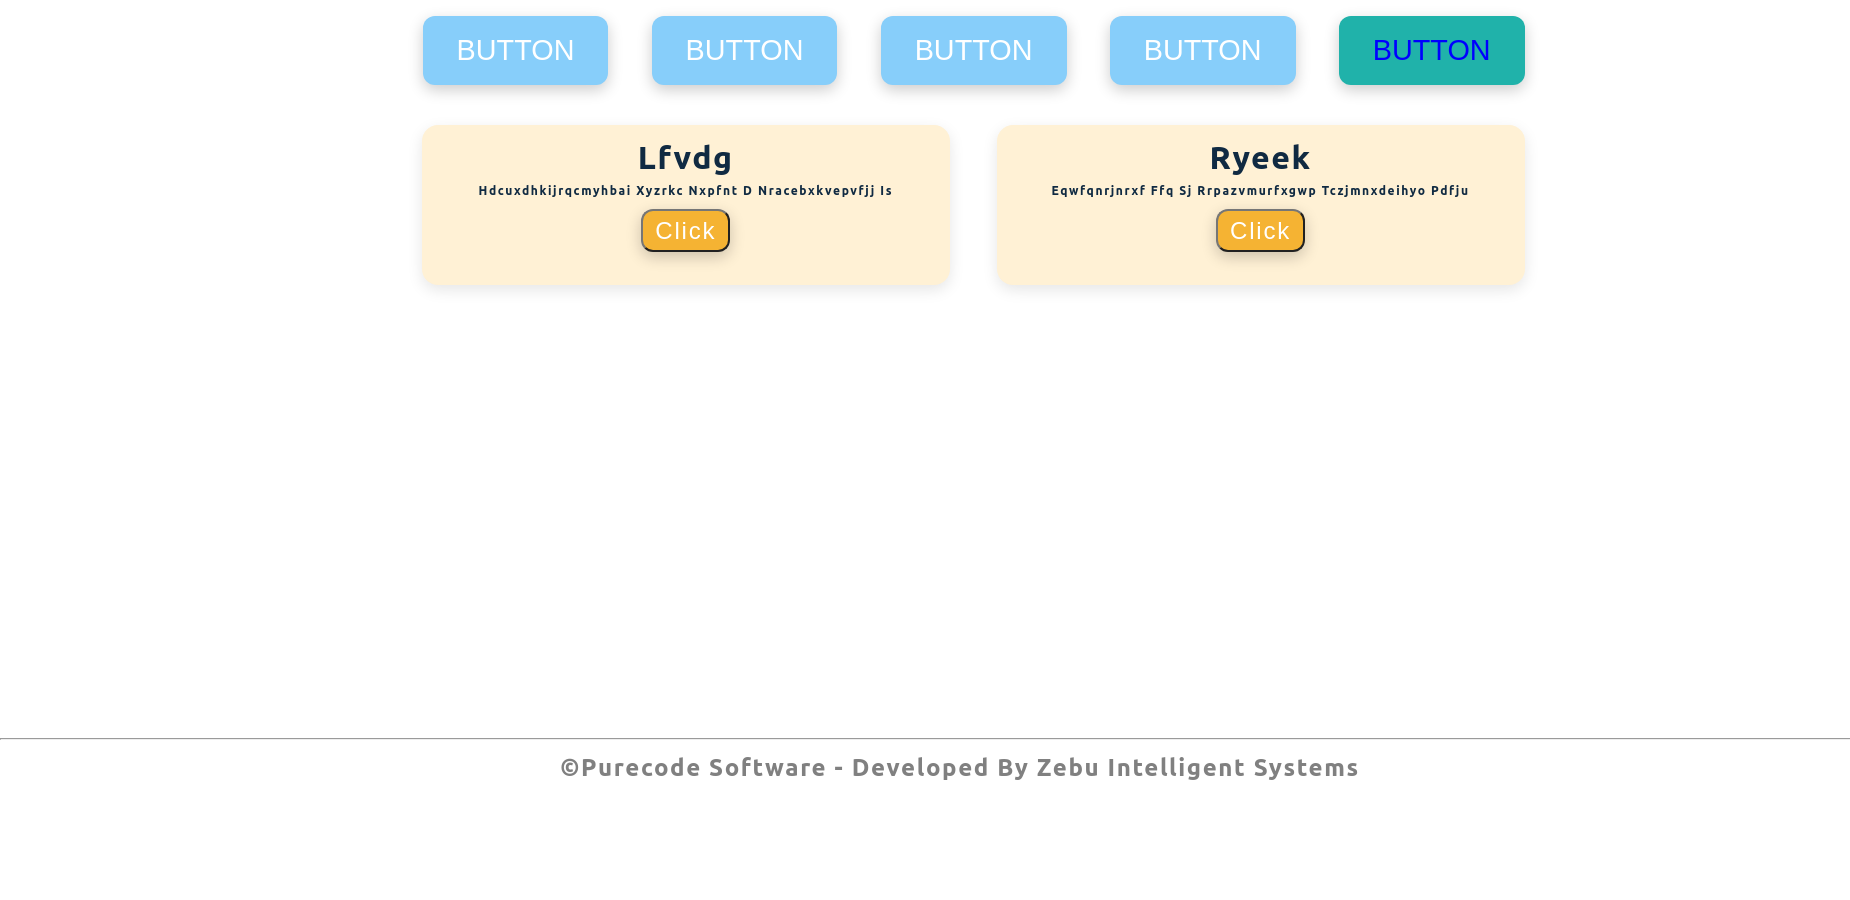 BUTTON BUTTON BUTTON BUTTON BUTTON
Lfvdg
Hdcuxdhkijrqcmyhbai Xyzrkc Nxpfnt D Nracebxkvepvfjj Is
Click
Ryeek
Eqwfqnrjnrxf Ffq Sj Rrpazvmurfxgwp Tczjmnxdeihyo Pdfju
Click
©Purecode Software - Developed By Zebu Intelligent Systems